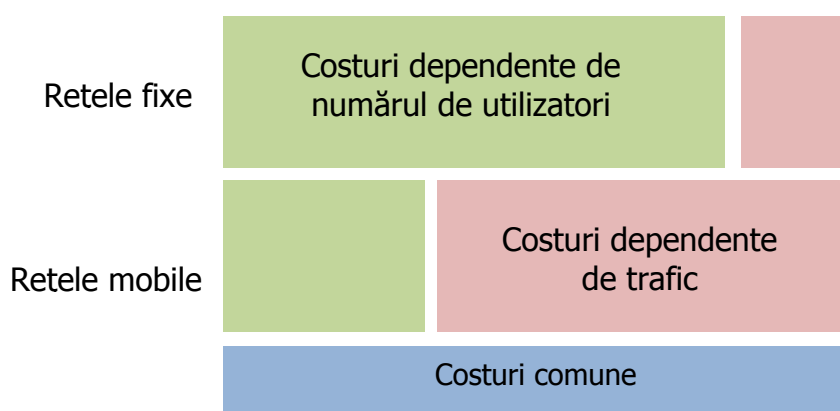 Retele fixe
Costuri dependente de
numărul de utilizatori
Retele mobile
Costuri dependente
de trafic
Costuri comune